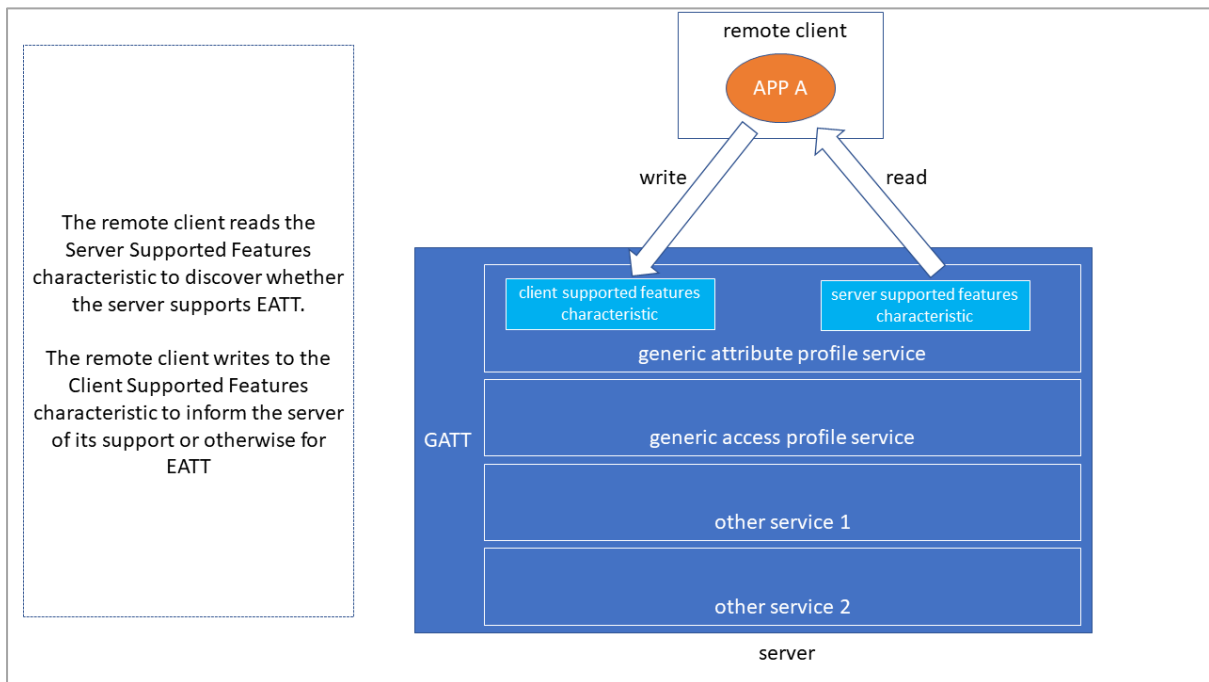 The remote client reads the
Server Supported Features
characteristic to discover whether
the server supports EATT.
The remote client writes to the
Client Supported Features
characteristic to inform the server
of its support or otherwise for
EATT
remote client
APP A
write
read
client supported features
characteristic
server supported features
characteristic
generic attribute profile service
GATT
generic access profile service
other service 1
other service 2
server